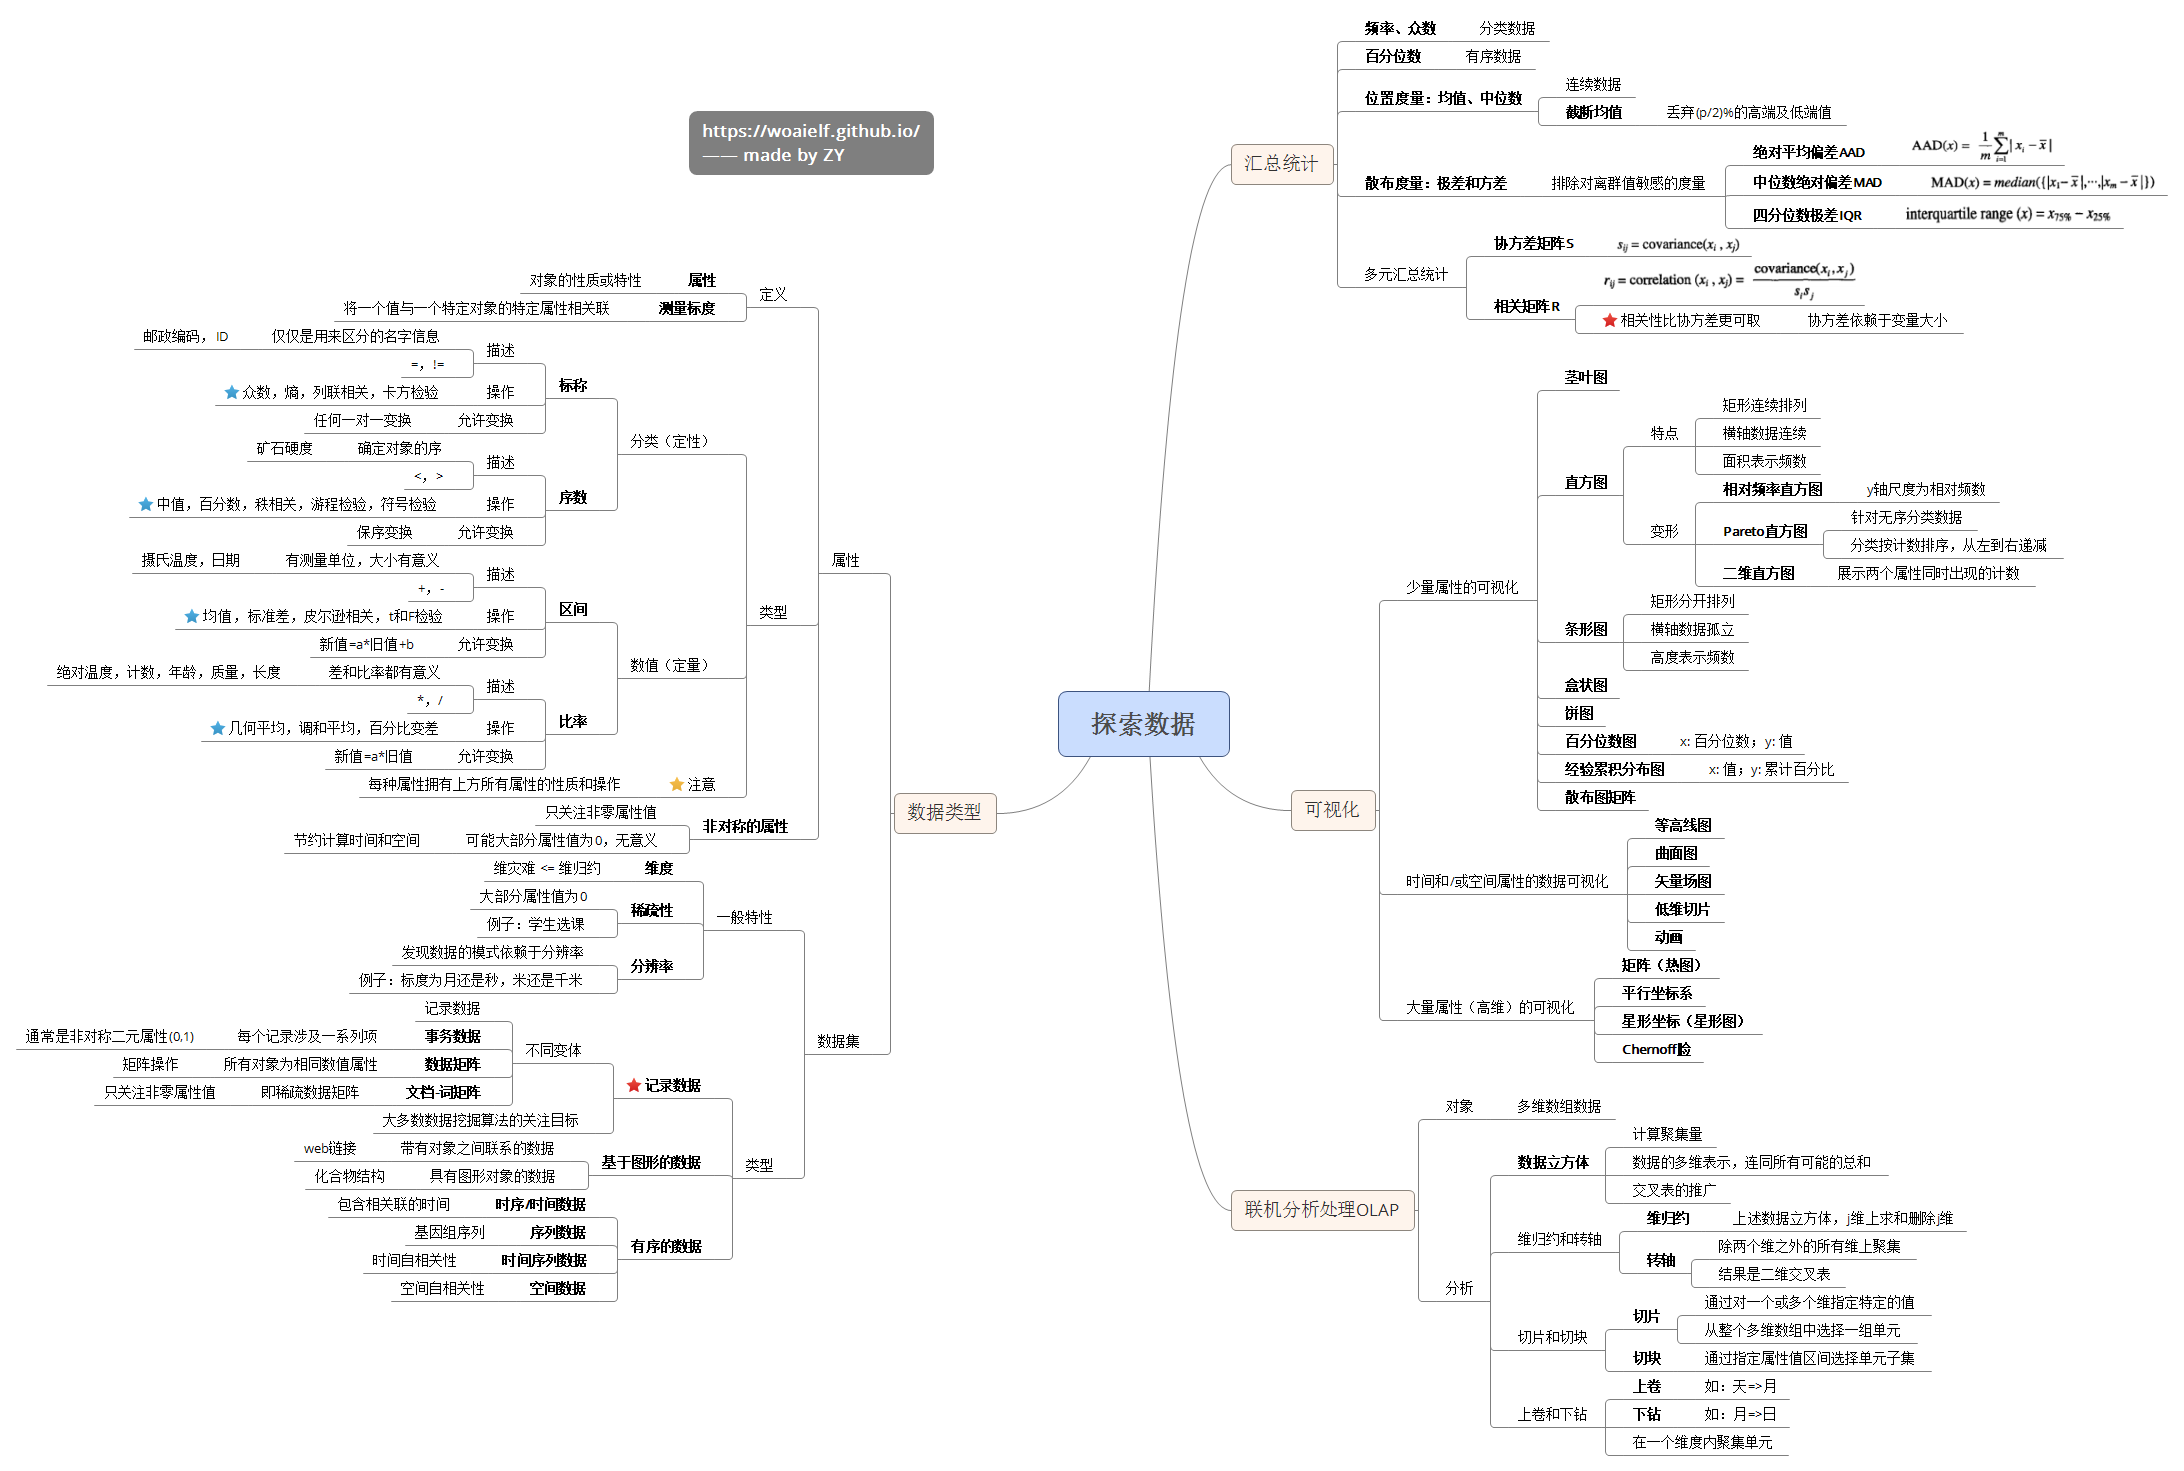 https://woaielf.github.io/
—— made by ZY
探索数据
汇总统计
频率、众数 分类数据
百分位数 有序数据
位置度量：均值、中位数
连续数据
截断均值 丢弃(p/2)%的高端及低端值
散布度量：极差和方差 排除对离群值敏感的度量
绝对平均偏差AAD AAD(x) = \frac{1}{m}\sum_{i=1}^{m}|x_i - \bar{x}|
中位数绝对偏差MAD MAD(x) = median({|x_1 - \bar{x}|,…,|x_m - \bar{x}|})
四分位数极差IQR interquartile range (x) = x_{75%} − x_{25%}
多元汇总统计
协方差矩阵S s_{ij} = covariance(x_i , x_j)
相关矩阵R
r_{ij} = correlation (x_i , x_j) = \frac{covariance(x_i, x_j)}{s_i s_j}
相关性比协方差更可取 协方差依赖于变量大小
可视化
少量属性的可视化
茎叶图
直方图
特点
矩形连续排列
横轴数据连续
面积表示频数
变形
相对频率直方图 y轴尺度为相对频数
Pareto直方图
针对无序分类数据
分类按计数排序，从左到右递减
二维直方图 展示两个属性同时出现的计数
条形图
矩形分开排列
横轴数据孤立
高度表示频数
盒状图
饼图
百分位数图 x: 百分位数；y: 值
经验累积分布图 x: 值；y: 累计百分比
散布图矩阵
时间和/或空间属性的数据可视化
等高线图
曲面图
矢量场图
低维切片
动画
大量属性（高维）的可视化
矩阵（热图）
平行坐标系
星形坐标（星形图）
Chernoff脸
联机分析处理OLAP
对象 多维数组数据
分析
数据立方体
计算聚集量
数据的多维表示，连同所有可能的总和
交叉表的推广
维归约和转轴
维归约 上述数据立方体，j维上求和删除j维
转轴
除两个维之外的所有维上聚集
结果是二维交叉表
切片和切块
切片
通过对一个或多个维指定特定的值
从整个多维数组中选择一组单元
切块 通过指定属性值区间选择单元子集
上卷和下钻
上卷 如：天=>月
下钻 如：月=>日
在一个维度内聚集单元
数据类型
属性
定义
属性 对象的性质或特性
测量标度 将一个值与一个特定对象的特定属性相关联
类型
分类（定性）
标称
描述
仅仅是用来区分的名字信息 邮政编码，ID
=，!=
操作 众数，熵，列联相关，卡方检验
允许变换 任何一对一变换
序数
描述
确定对象的序 矿石硬度
<，>
操作 中值，百分数，秩相关，游程检验，符号检验
允许变换 保序变换
数值（定量）
区间
描述
有测量单位，大小有意义 摄氏温度，日期
+，-
操作 均值，标准差，皮尔逊相关，t和F检验
允许变换 新值=a*旧值+b
比率
描述
差和比率都有意义 绝对温度，计数，年龄，质量，长度
*，/
操作 几何平均，调和平均，百分比变差
允许变换 新值=a*旧值
注意 每种属性拥有上方所有属性的性质和操作
非对称的属性
只关注非零属性值
可能大部分属性值为0，无意义 节约计算时间和空间
数据集
一般特性
维度 维灾难 <= 维归约
稀疏性
大部分属性值为0
例子：学生选课
分辨率
发现数据的模式依赖于分辨率
例子：标度为月还是秒，米还是千米
类型
记录数据
不同变体
记录数据
事务数据 每个记录涉及一系列项 通常是非对称二元属性(0,1)
数据矩阵 所有对象为相同数值属性 矩阵操作
文档-词矩阵 即稀疏数据矩阵 只关注非零属性值
大多数数据挖掘算法的关注目标
基于图形的数据
带有对象之间联系的数据 web链接
具有图形对象的数据 化合物结构
有序的数据
时序/时间数据 包含相关联的时间
序列数据 基因组序列
时间序列数据 时间自相关性
空间数据 空间自相关性